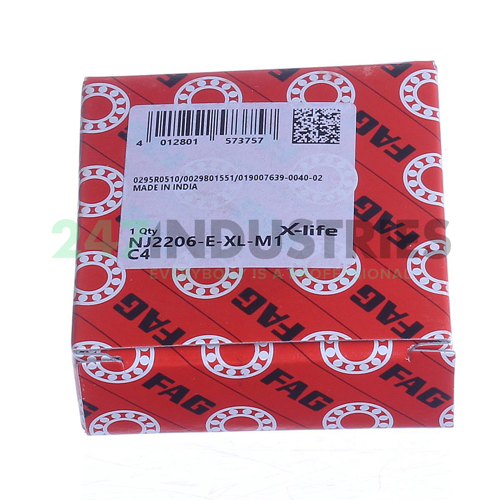 FAG
4 012801 573757
0295R0510/0029801551/019007639-0040-02
MADE IN INDIA
1 Qty
X-life
NJ2206-E-XL-M1
C4
247INDUSTRIES
EVERYBODY IS A PROFESSIONAL
FAG
FAG
FAG
FAG
FAG